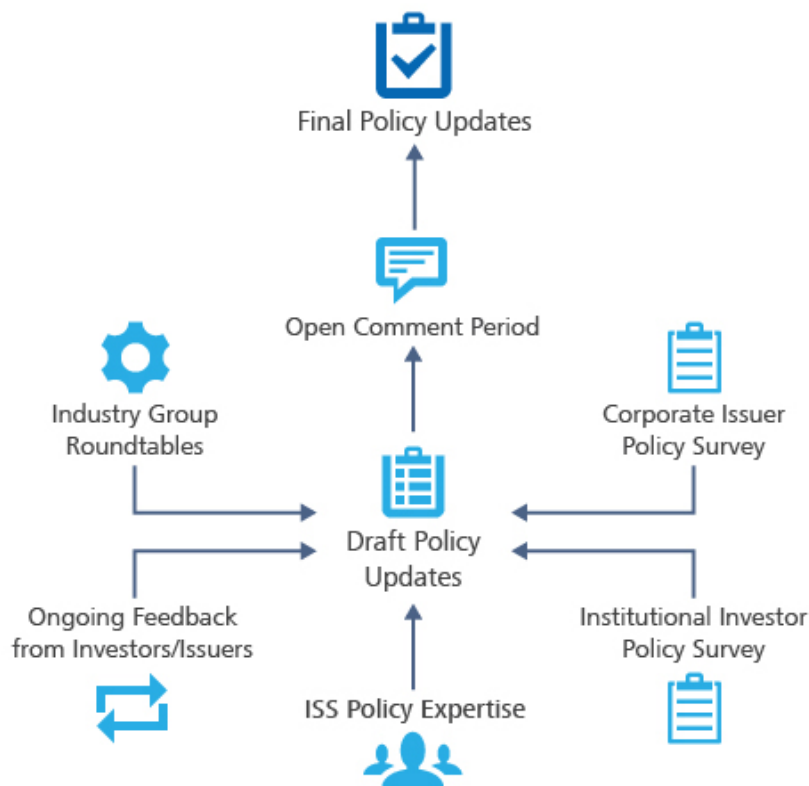 Final Policy Updates
Open Comment Period
Industry Group
Roundtables
Corporate Issuer
Policy Survey
Draft Policy
Updates
Ongoing Feedback
from Investors/Issuers
Institutional Investor
Policy Survey
ISS Policy Expertise